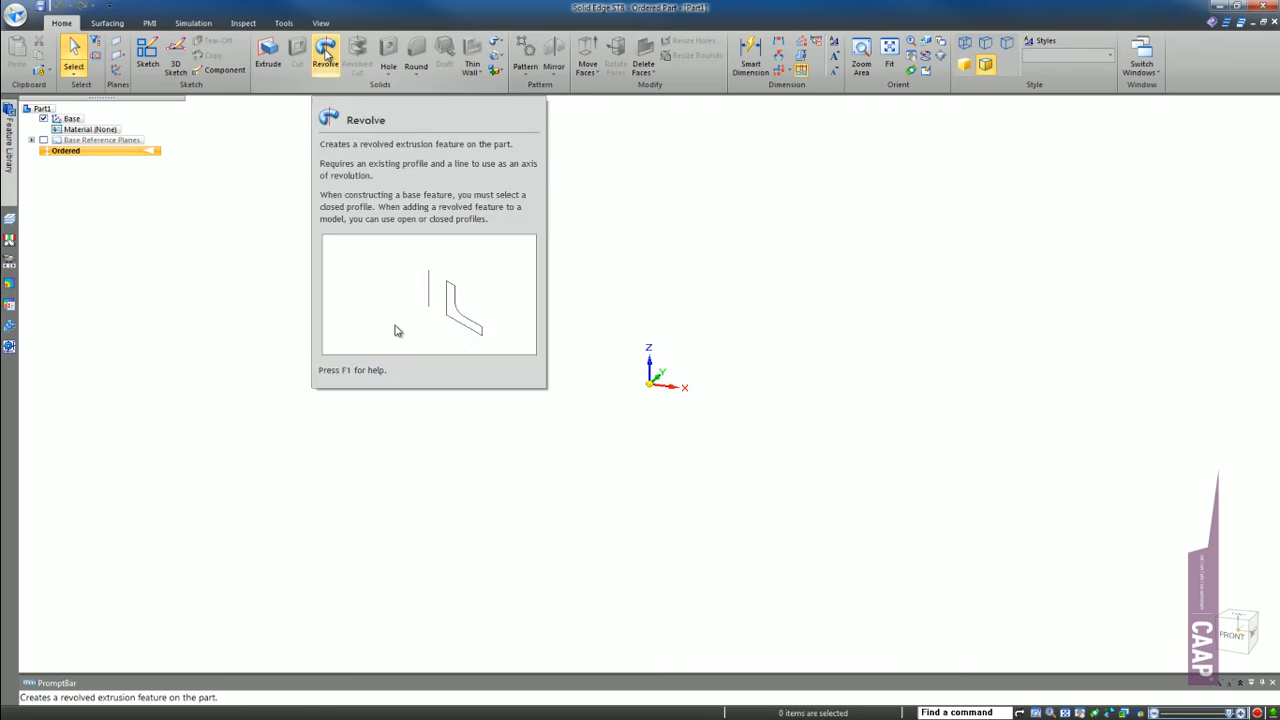 Solid Edge ST8 - Ordered Part - [Part1]
Home Surfacing PMI Simulation Inspect Tools View
Paste
Select
Sketch
3D Sketch
Tear-Off
Copy
Component
Extrude
Cut
Revolve
Revolved Cut
Hole
Round
Draft
Thin Wall
Pattern
Mirror
Move Faces
Delete Faces
Resize Holes
Resize Rounds
Smart Dimension
Zoom Area
Fit
Styles
Switch Windows
Clipboard Select Planes Sketch Solids Pattern Modify Dimension Orient Style Window
Feature Library
Part1
Base
Material (None)
Base Reference Planes
Ordered
Revolve
Creates a revolved extrusion feature on the part.
Requires an existing profile and a line to use as an axis
of revolution.
When constructing a base feature, you must select a
closed profile. When adding a revolved feature to a
model, you can use open or closed profiles.
Press F1 for help.
Z
Y
X
CAAP
FRONT
PromptBar
Creates a revolved extrusion feature on the part.
0 items are selected
Find a command